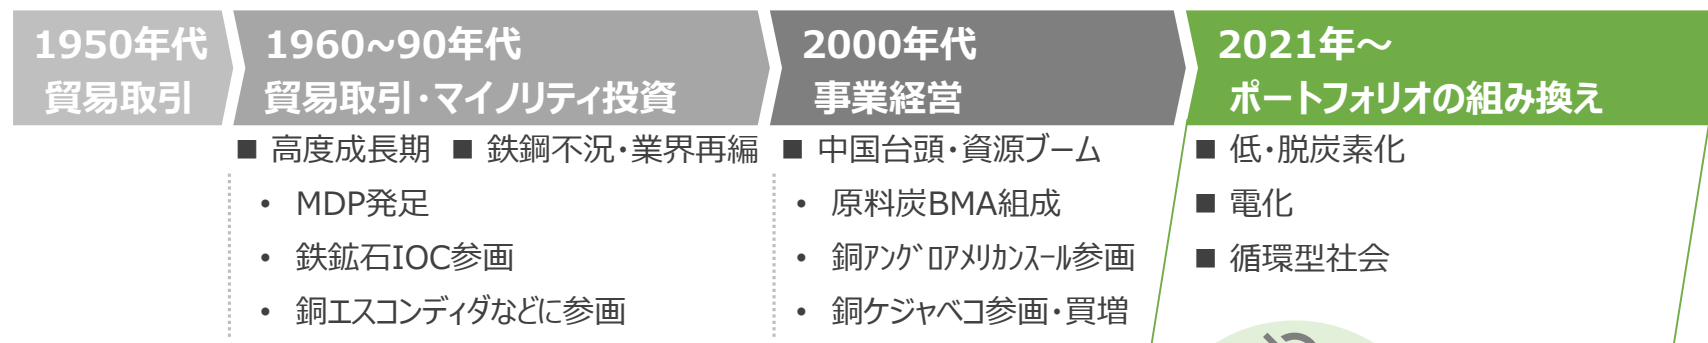 1950年代
貿易取引
1960~90年代
貿易取引・マイノリティ投資
2000年代
事業経営
2021年～
ポートフォリオの組み換え
■ 高度成長期 ■ 鉄鋼不況・業界再編
• MDP発足
• 鉄鉱石IOC参画
• 銅エスコンディダなどに参画
■ 中国台頭・資源ブーム
• 原料炭BMA組成
• 銅ｱﾝｸﾞﾛｱﾒﾘｶﾝｽｰﾙ参画
• 銅ケジャベコ参画・買増
■ 低・脱炭素化
■ 電化
■ 循環型社会